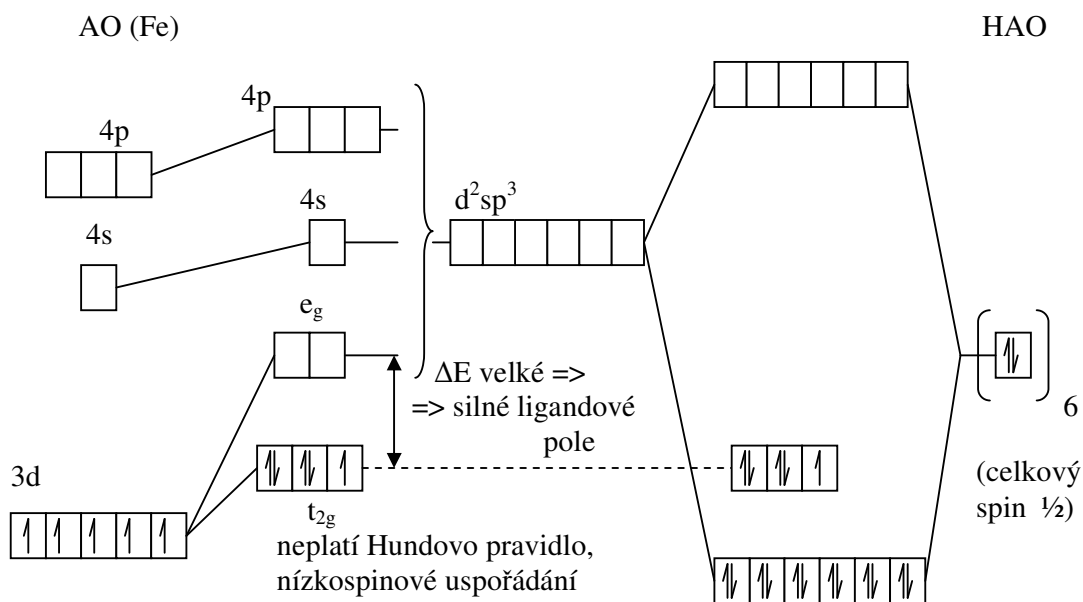 AO (Fe)
HAO
4p
4p
4s
4s
d²sp³
e_g
ΔE velké =>
=> silné ligandové
pole
6
3d
t₂g
(celkový
spin ½)
neplatí Hundovo pravidlo,
nízkospinové uspořádání